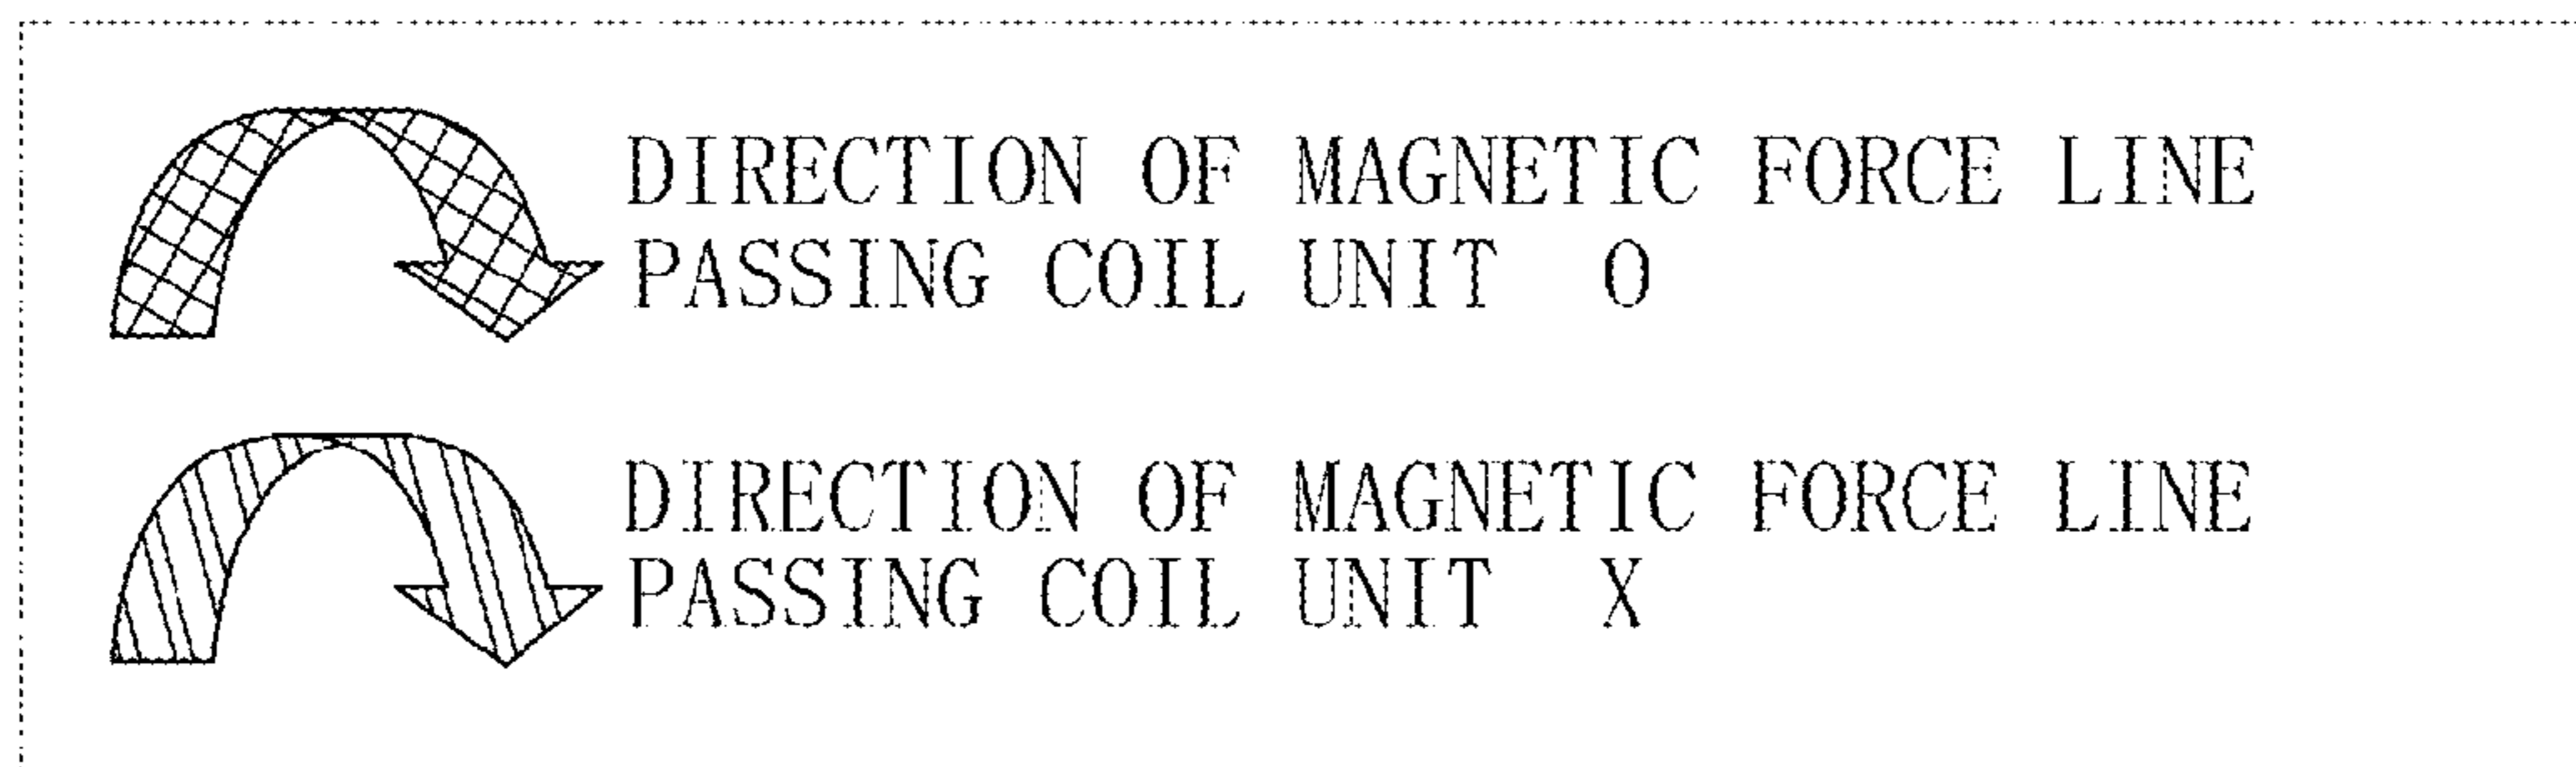 DIRECTION OF MAGNETIC FORCE LINE
PASSING COIL UNIT O
DIRECTION OF MAGNETIC FORCE LINE
PASSING COIL UNIT X